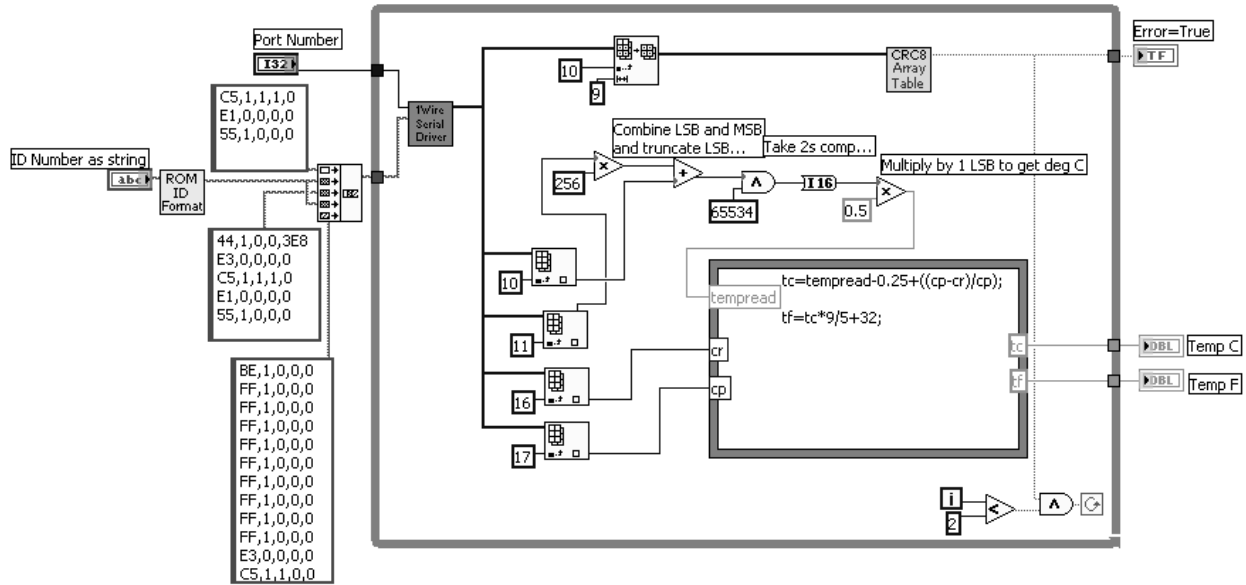 Port Number
I32
C5,1,1,1,0
E1,0,0,0,0
55,1,0,0,0
ID Number as string
abc
ROM
ID
Format
44,1,0,0,3E8
E3,0,0,0,0
C5,1,1,1,0
E1,0,0,0,0
55,1,0,0,0
BE,1,0,0,0
FF,1,0,0,0
FF,1,0,0,0
FF,1,0,0,0
FF,1,0,0,0
FF,1,0,0,0
FF,1,0,0,0
FF,1,0,0,0
FF,1,0,0,0
FF,1,0,0,0
E3,0,0,0,0
C5,1,1,0,0
1Wire
Serial
Driver
10
9
CRC8
Array
Table
Error=True
TF
Combine LSB and MSB
and truncate LSB...
Take 2s comp...
Multiply by 1 LSB to get deg C
256
x
+
65534
∧
I16
0.5
x
10
11
16
17
tempread
tc=tempread-0.25+((cp-cr)/cp);
tf=tc*9/5+32;
cr
cp
tc
tf
DBL
Temp C
DBL
Temp F
i
2
<
∧